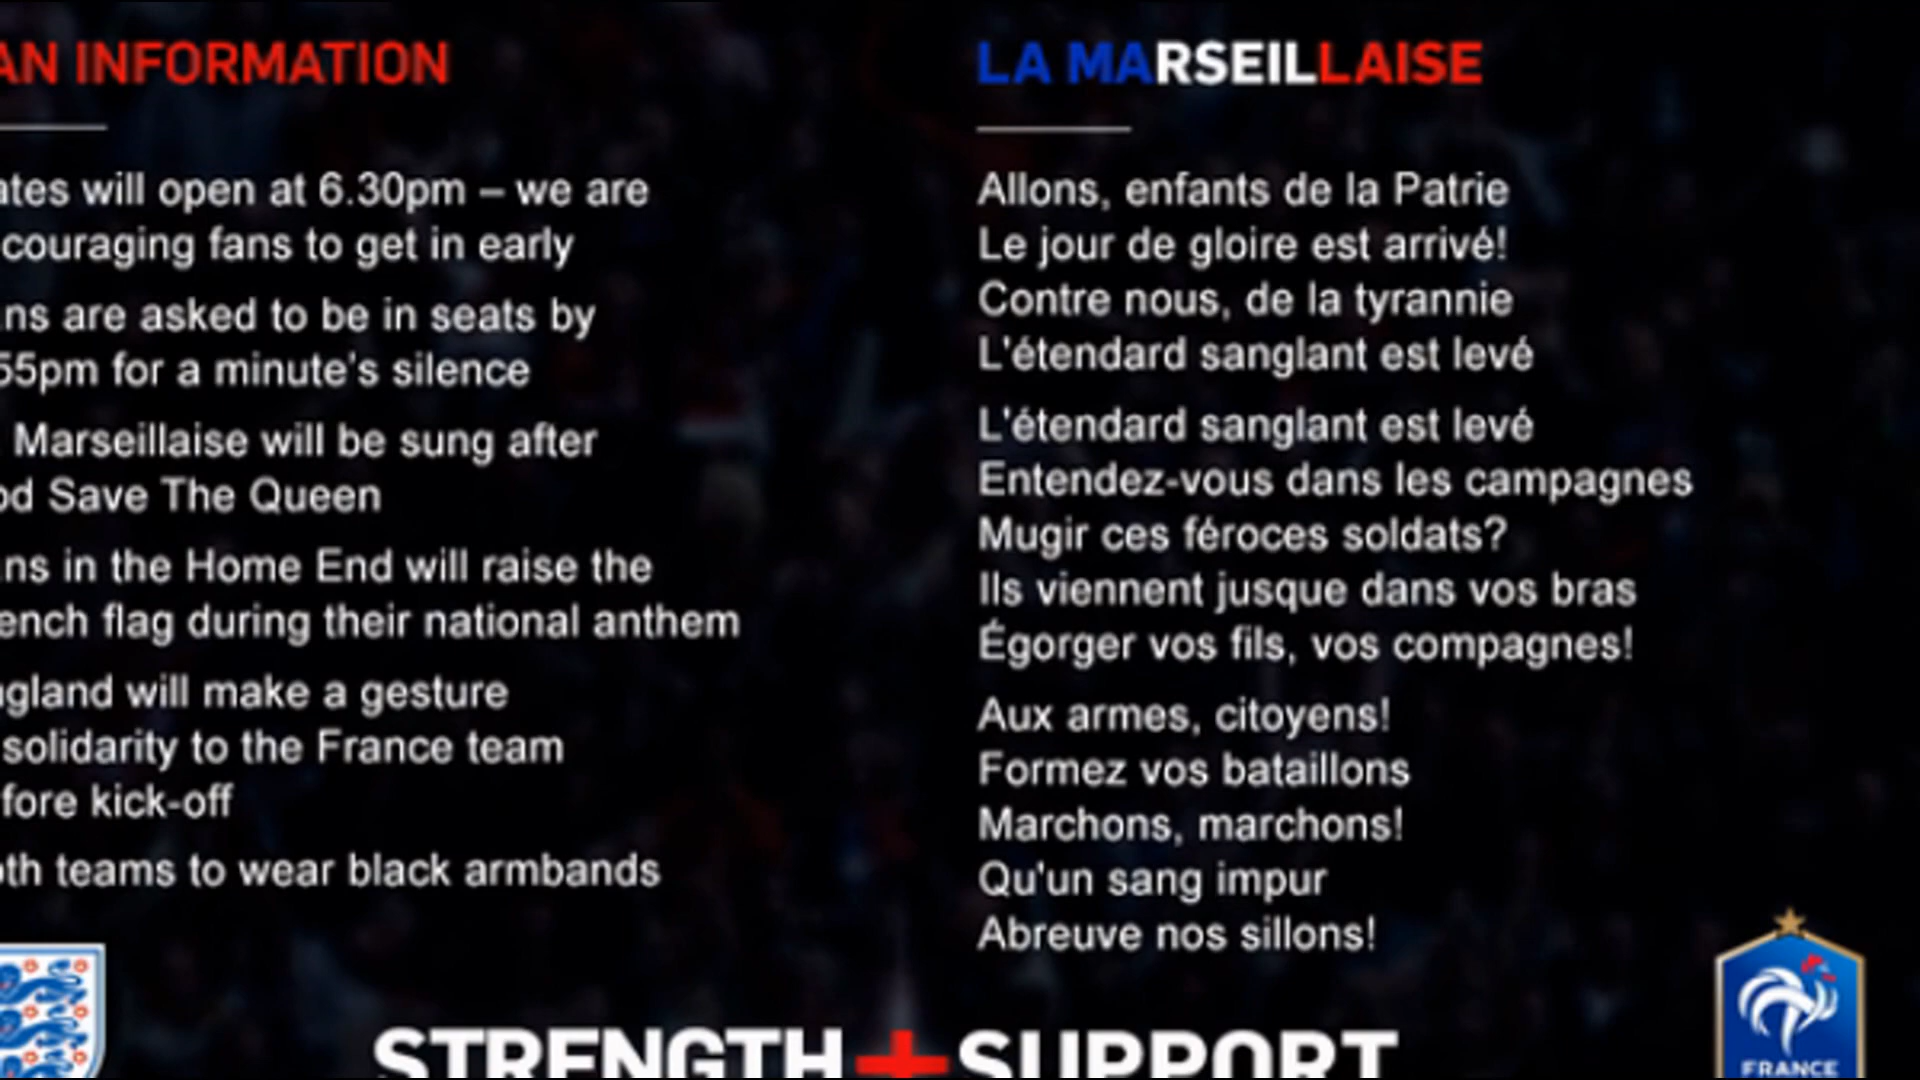 AN INFORMATION
ates will open at 6.30pm – we are
couraging fans to get in early
ns are asked to be in seats by
55pm for a minute's silence
Marseillaise will be sung after
od Save The Queen
ns in the Home End will raise the
ench flag during their national anthem
gland will make a gesture
solidarity to the France team
fore kick-off
oth teams to wear black armbands
LA MARSEILLAISE
Allons, enfants de la Patrie
Le jour de gloire est arrivé!
Contre nous, de la tyrannie
L'étendard sanglant est levé
L'étendard sanglant est levé
Entendez-vous dans les campagnes
Mugir ces féroces soldats?
Ils viennent jusque dans vos bras
Égorger vos fils, vos compagnes!
Aux armes, citoyens!
Formez vos bataillons
Marchons, marchons!
Qu'un sang impur
Abreuve nos sillons!
STRENGTH + SUPPORT
FRANCE